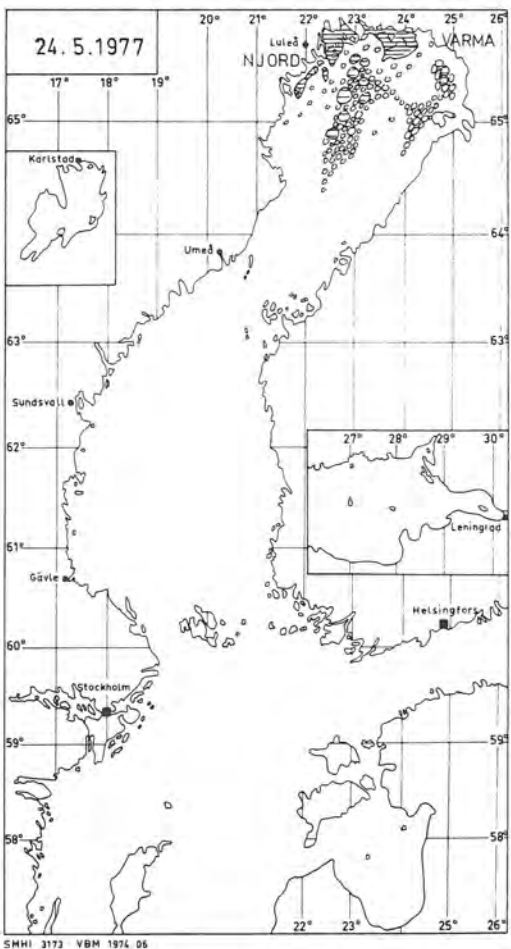 24.5.1977
20° 21° 22° 23° 24° 25° 26°
Luleå
NJORD
VARMA
17° 18° 19°
65° 65°
Karlstad
64°
Umeå
63° 63°
Sundsvall
62°
27° 28° 29° 30°
Leningrad
61°
Gävle
Helsingfors
60° 60°
Stockholm
59° 59°
58° 58°
22° 23° 24° 25° 26°
SMHI 3173 VBM 1974.06